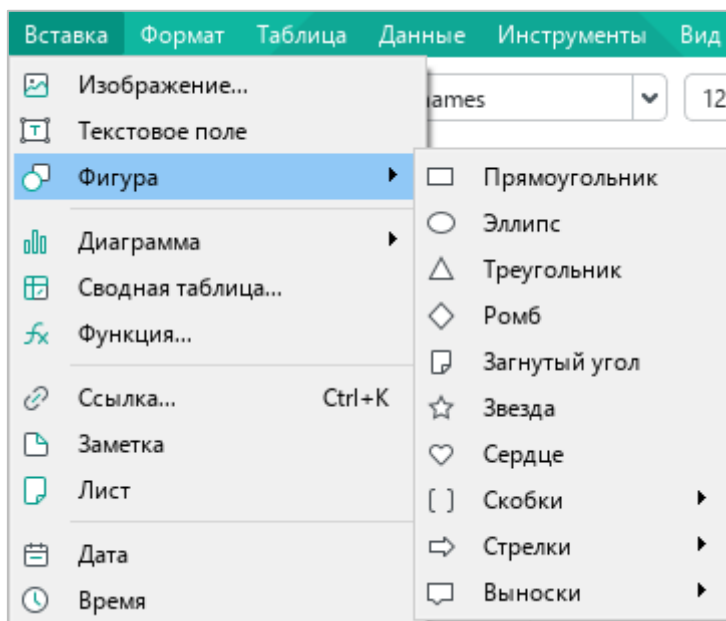 Вставка Формат Таблица Данные Инструменты Вид
Изображение...
12
Текстовое поле
Фигура
Прямоугольник
Эллипс
Диаграмма
Треугольник
Сводная таблица...
Ромб
Функция...
Загнутый угол
Ссылка... Ctrl+K
Звезда
Заметка
Сердце
Лист
Скобки
Дата
Стрелки
Время
Выноски